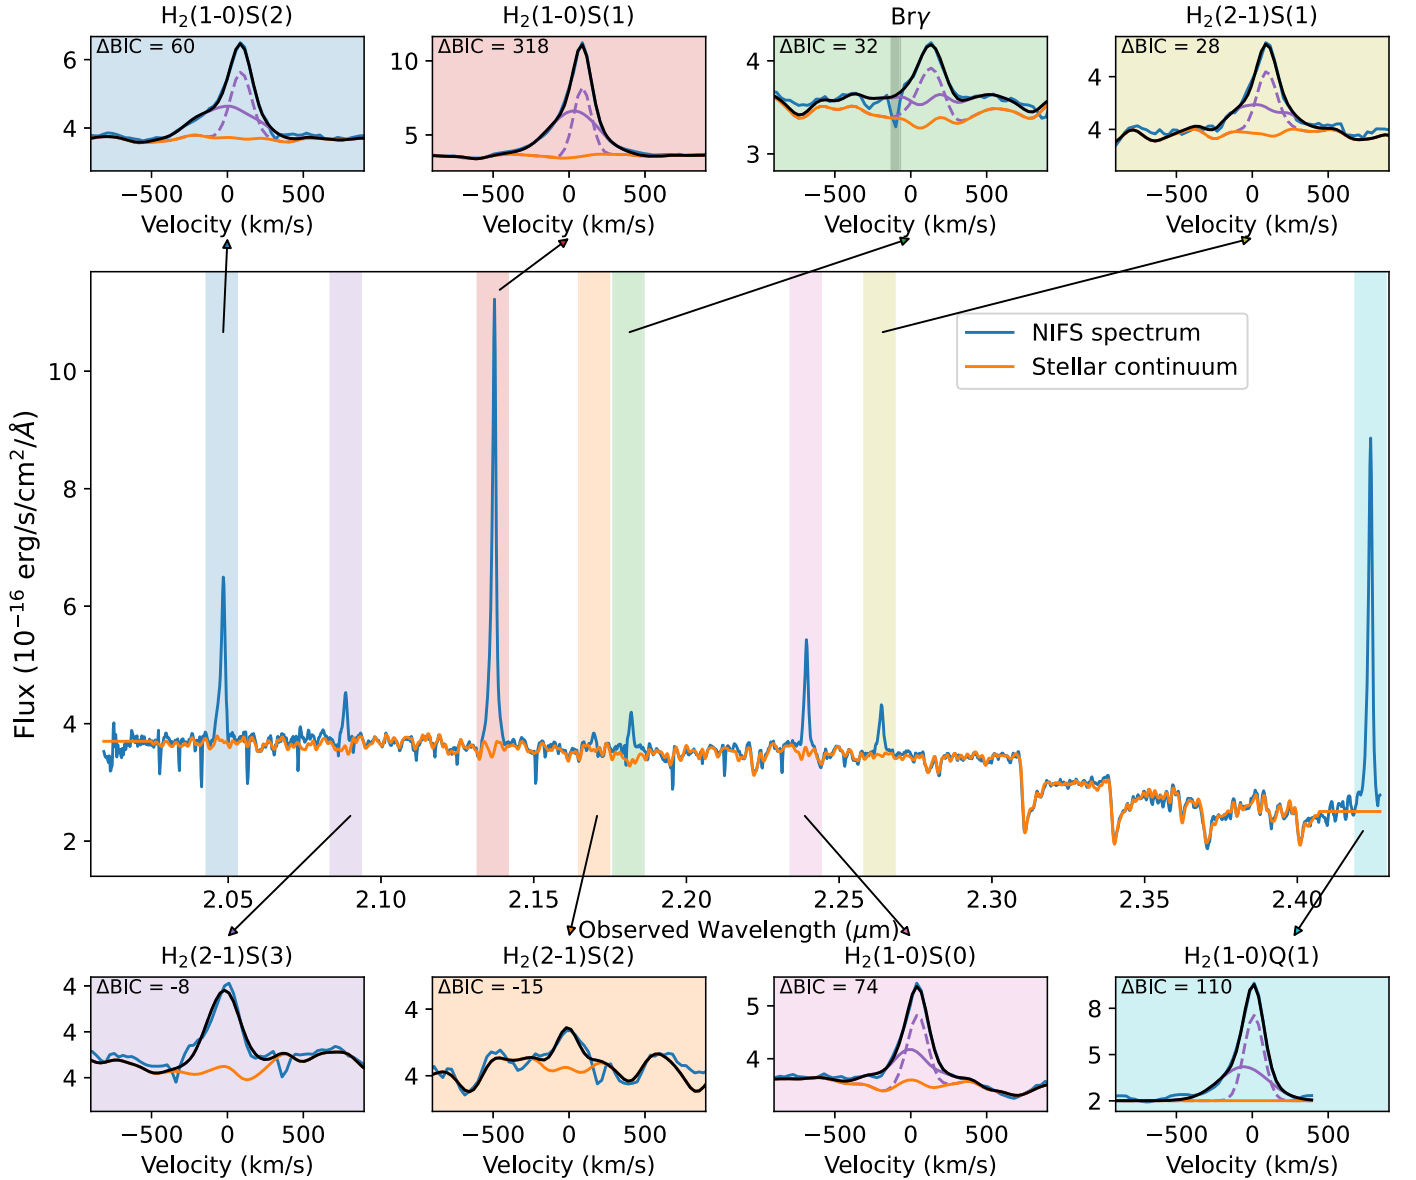 H₂(1-0)S(2) H₂(1-0)S(1) Brγ H₂(2-1)S(1)
ΔBIC = 60 ΔBIC = 318 ΔBIC = 32 ΔBIC = 28
6 4 10 5 4 3 4 4
−500 0 500 −500 0 500 −500 0 500 −500 0 500
Velocity (km/s) Velocity (km/s) Velocity (km/s) Velocity (km/s)
NIFS spectrum
Stellar continuum
10
8
6
4
2
Flux (10⁻¹⁶ erg/s/cm²/Å)
2.05 2.10 2.15 2.20 2.25 2.30 2.35 2.40
Observed Wavelength (μm)
H₂(2-1)S(3) H₂(2-1)S(2) H₂(1-0)S(0) H₂(1-0)Q(1)
ΔBIC = -8 ΔBIC = -15 ΔBIC = 74 ΔBIC = 110
4 4 4 4 4 5 4 8 5 2
−500 0 500 −500 0 500 −500 0 500 −500 0 500
Velocity (km/s) Velocity (km/s) Velocity (km/s) Velocity (km/s)